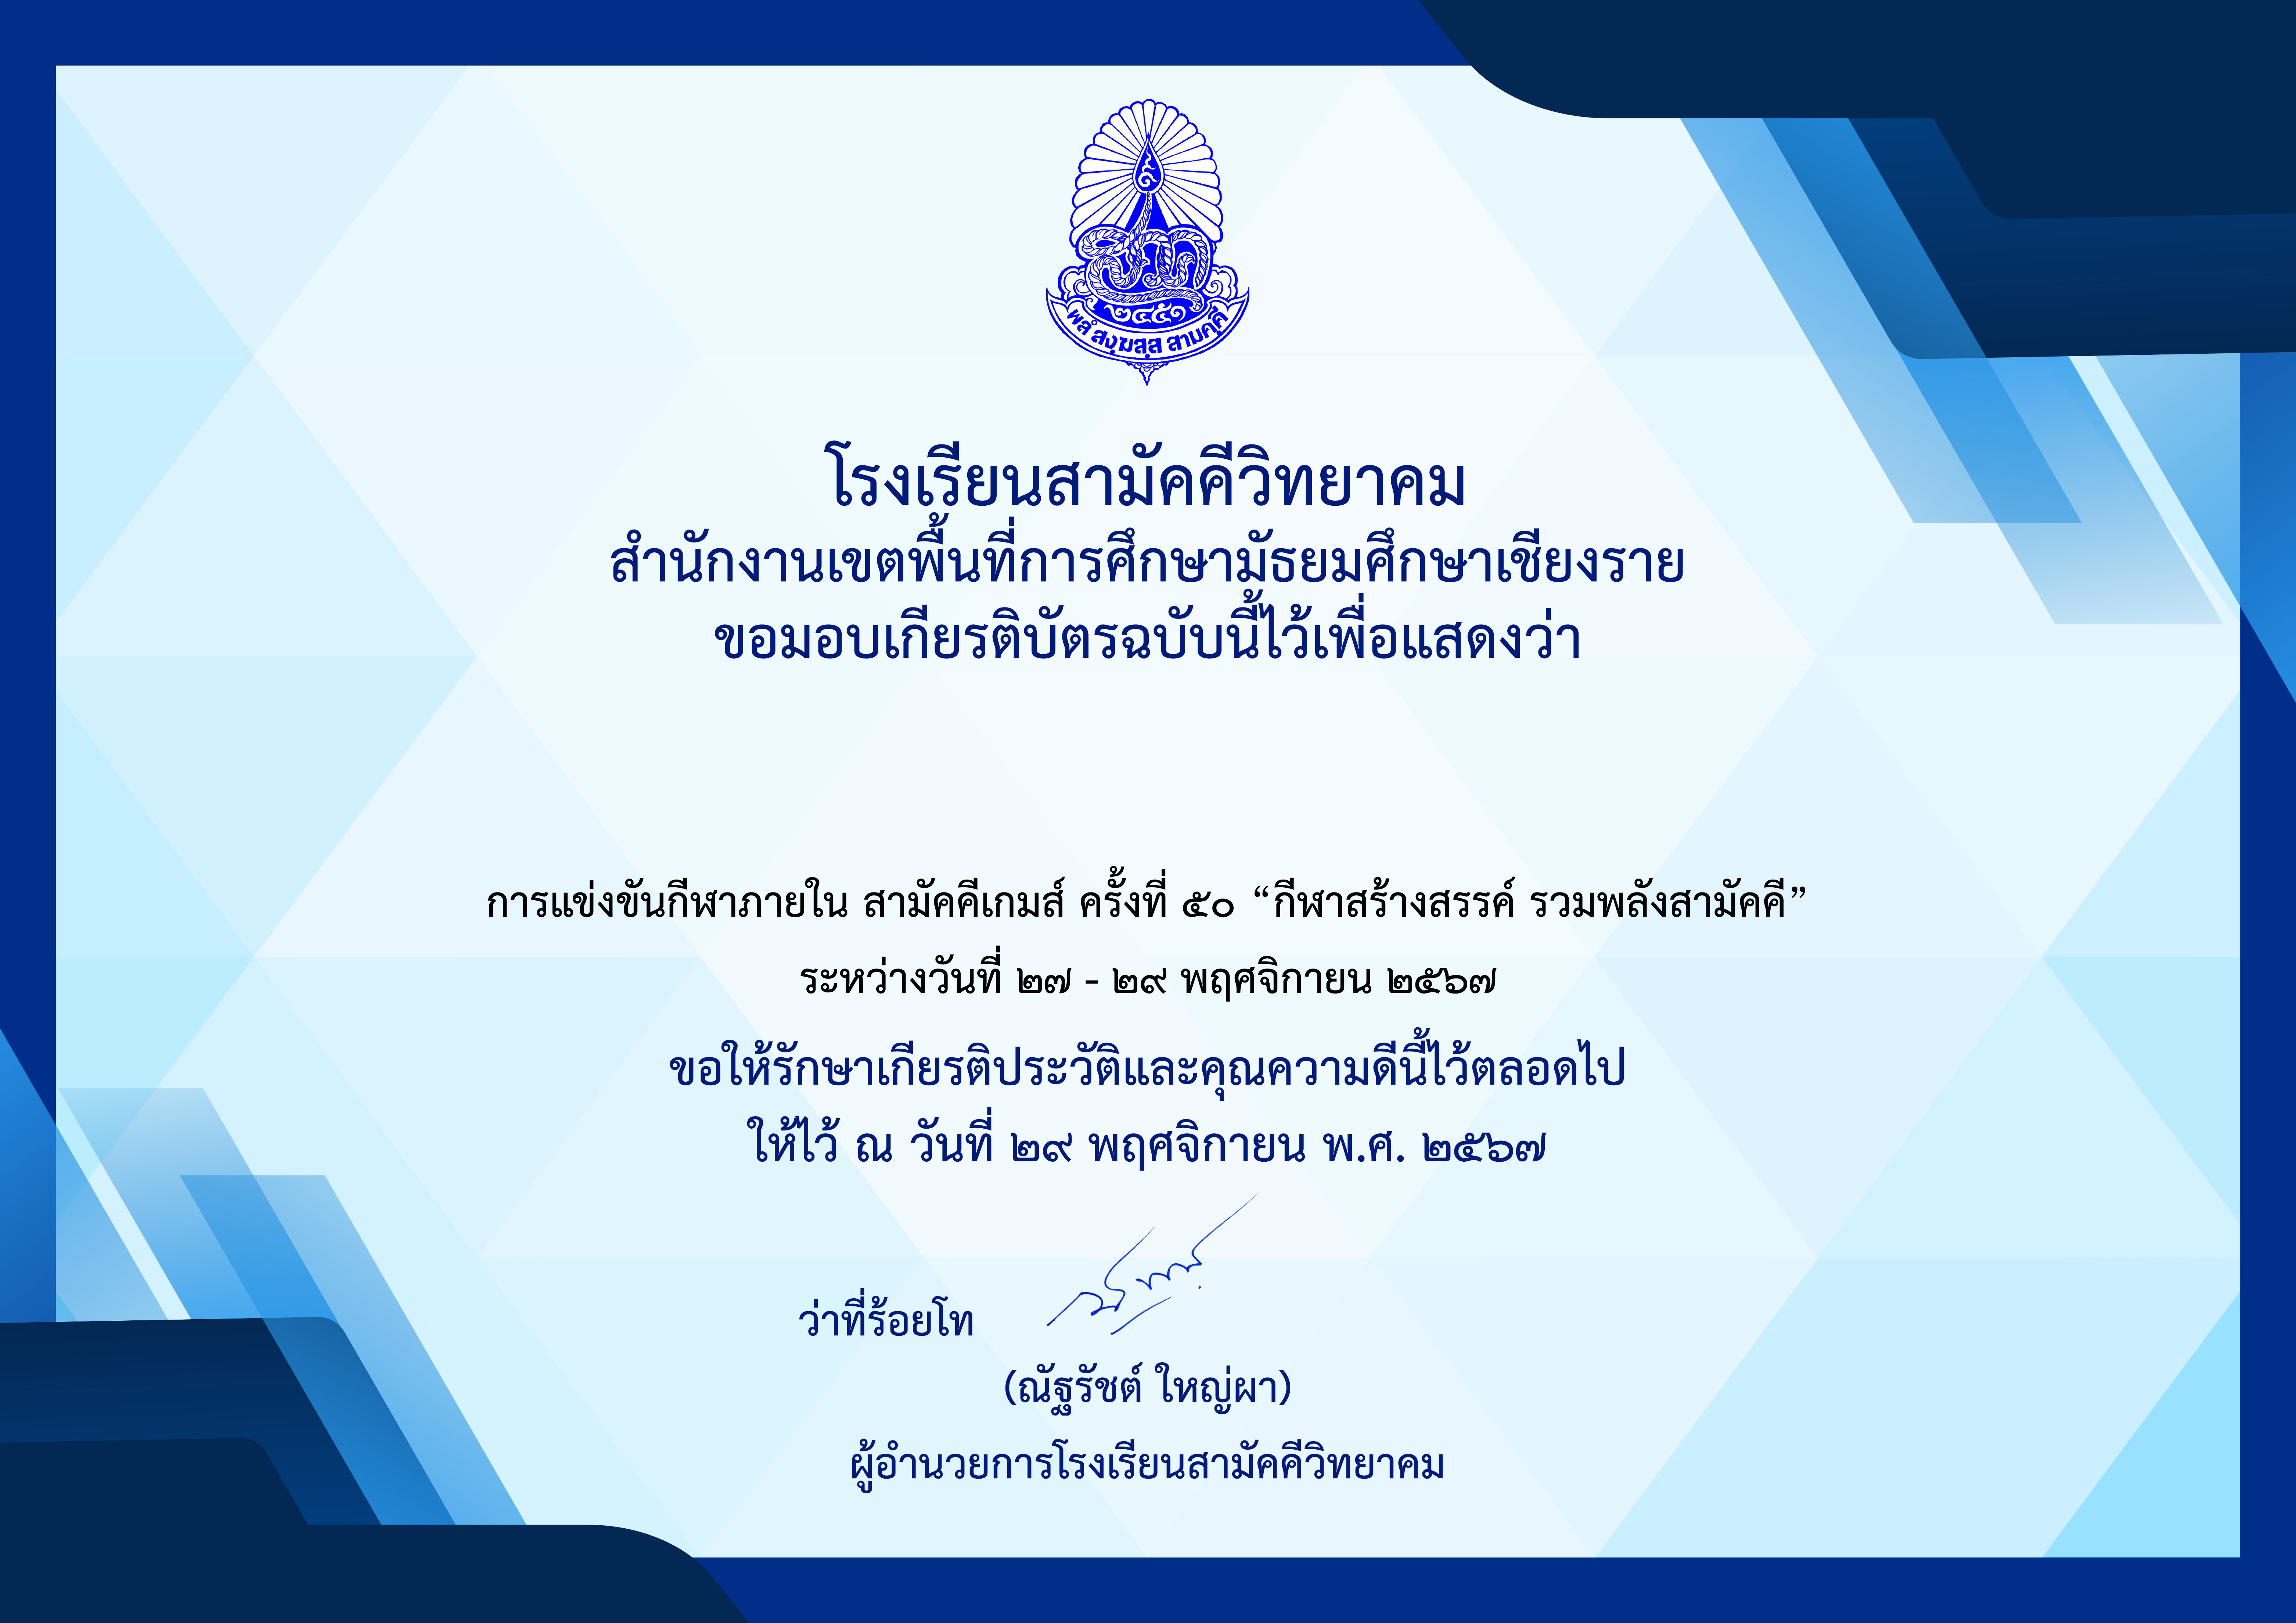 ๒๔๕๑
พลํ สงฺฆสฺส สามคฺคี
โรงเรียนสามัคคีวิทยาคม
สำนักงานเขตพื้นที่การศึกษามัธยมศึกษาเชียงราย
ขอมอบเกียรติบัตรฉบับนี้ไว้เพื่อแสดงว่า
การแข่งขันกีฬาภายใน สามัคคีเกมส์ ครั้งที่ ๕๐ “กีฬาสร้างสรรค์ รวมพลังสามัคคี”
ระหว่างวันที่ ๒๗ - ๒๙ พฤศจิกายน ๒๕๖๗
ขอให้รักษาเกียรติประวัติและคุณความดีนี้ไว้ตลอดไป
ให้ไว้ ณ วันที่ ๒๙ พฤศจิกายน พ.ศ. ๒๕๖๗
ว่าที่ร้อยโท
(ณัฐรัชต์ ใหญ่ผา)
ผู้อำนวยการโรงเรียนสามัคคีวิทยาคม